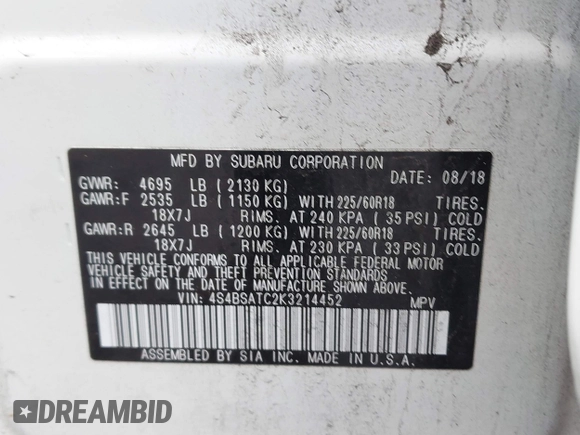 MFD BY SUBARU CORPORATION
DATE: 08/18
GVWR: 4695 LB (2130 KG)
GAWR:F 2535 LB (1150 KG) WITH 225/60R18 TIRES.
18X7J RIMS. AT 240 KPA (35 PSI) COLD
GAWR:R 2645 LB (1200 KG) WITH 225/60R18 TIRES.
18X7J RIMS. AT 230 KPA (33 PSI) COLD
THIS VEHICLE CONFORMS TO ALL APPLICABLE FEDERAL MOTOR
VEHICLE SAFETY AND THEFT PREVENTION STANDARDS
IN EFFECT ON THE DATE OF MANUFACTURE SHOWN ABOVE.
VIN: 4S4BSATC2K3214452 MPV
ASSEMBLED BY SIA INC. MADE IN U.S.A.
DREAMBID